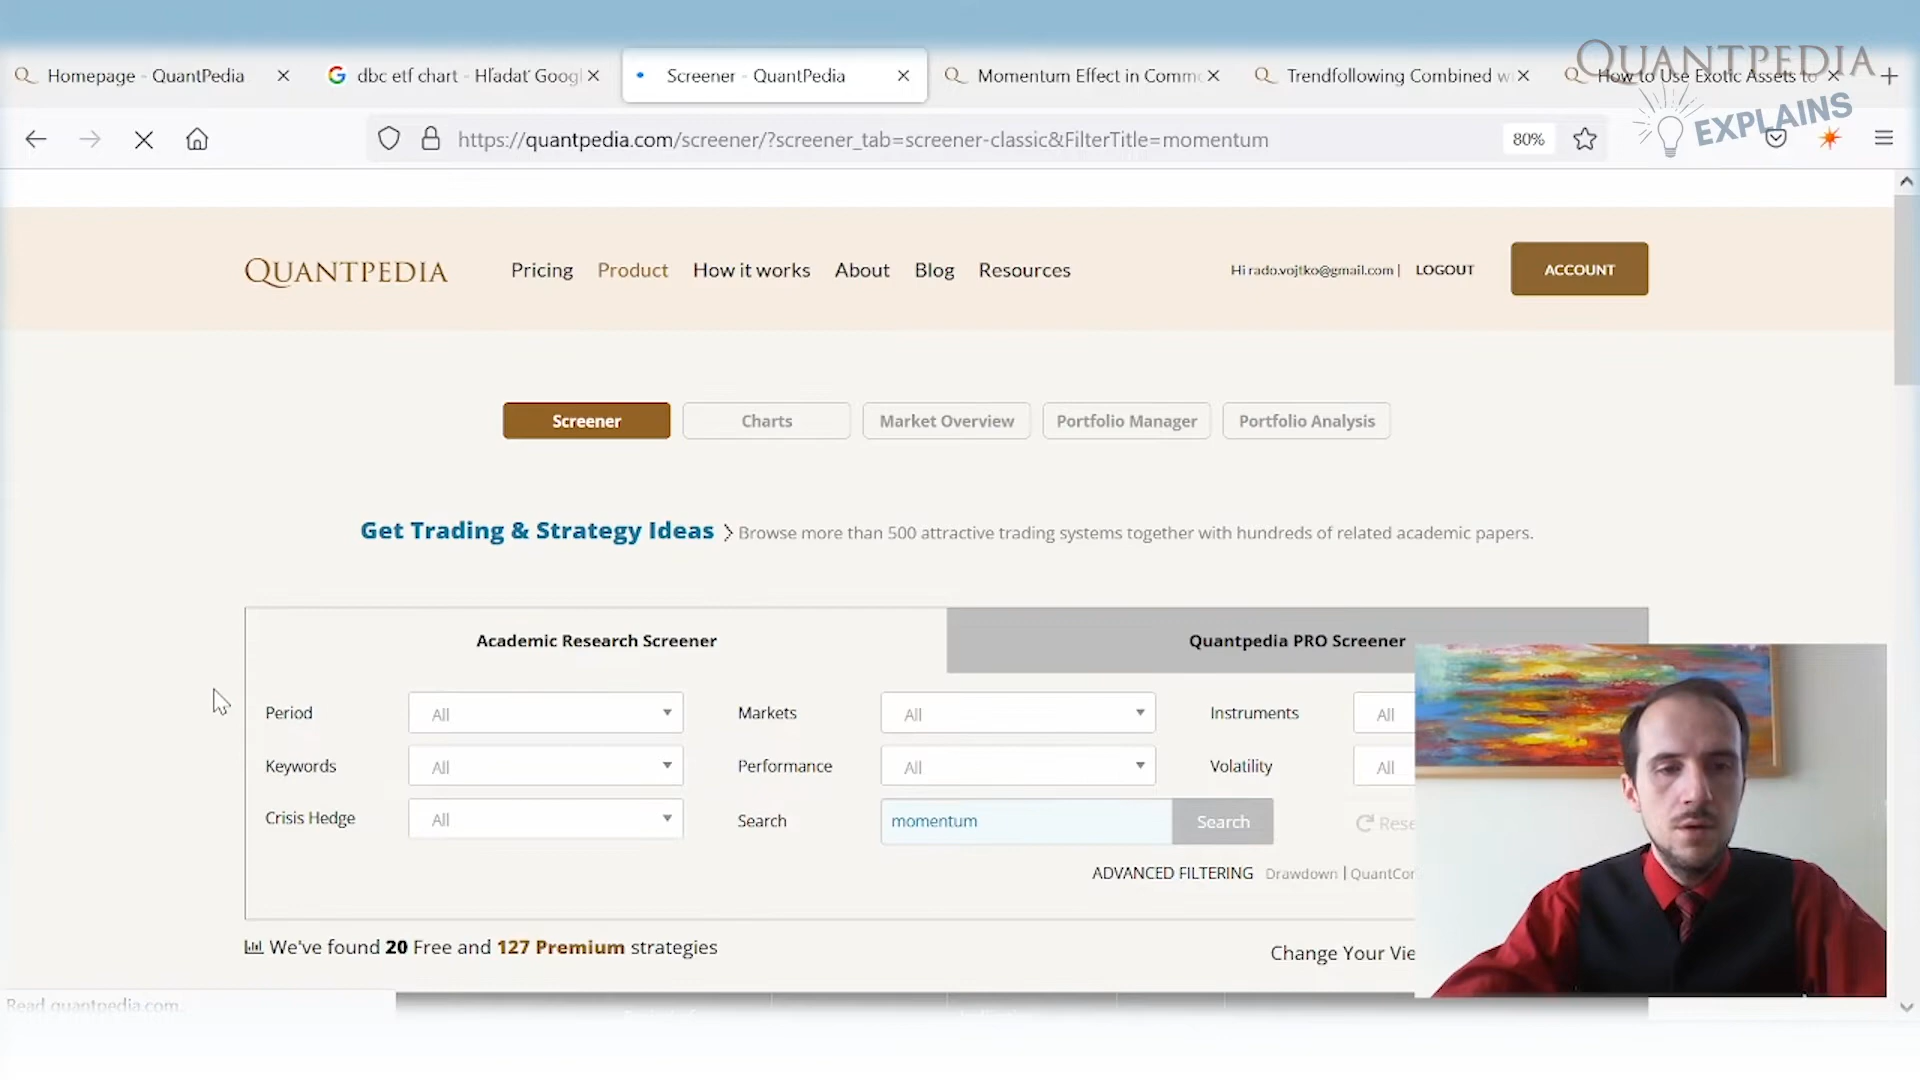 Homepage - QuantPedia
dbc etf chart - Hľadať Googl
Screener - QuantPedia
Momentum Effect in Commo
Trendfollowing Combined w
How to Use Exotic Assets to
QUANTPEDIA
EXPLAINS
https://quantpedia.com/screener/?screener_tab=screener-classic&FilterTitle=momentum
80%
QUANTPEDIA
Pricing
Product
How it works
About
Blog
Resources
Hi rado.vojtko@gmail.com |
LOGOUT
ACCOUNT
Screener
Charts
Market Overview
Portfolio Manager
Portfolio Analysis
Get Trading & Strategy Ideas
Browse more than 500 attractive trading systems together with hundreds of related academic papers.
Academic Research Screener
Quantpedia PRO Screener
Period
All
Markets
All
Instruments
All
Keywords
All
Performance
All
Volatility
All
Crisis Hedge
All
Search
momentum
Search
Rese
ADVANCED FILTERING
Drawdown | QuantCor
We've found 20 Free and 127 Premium strategies
Change Your Vie
Read quantpedia.com